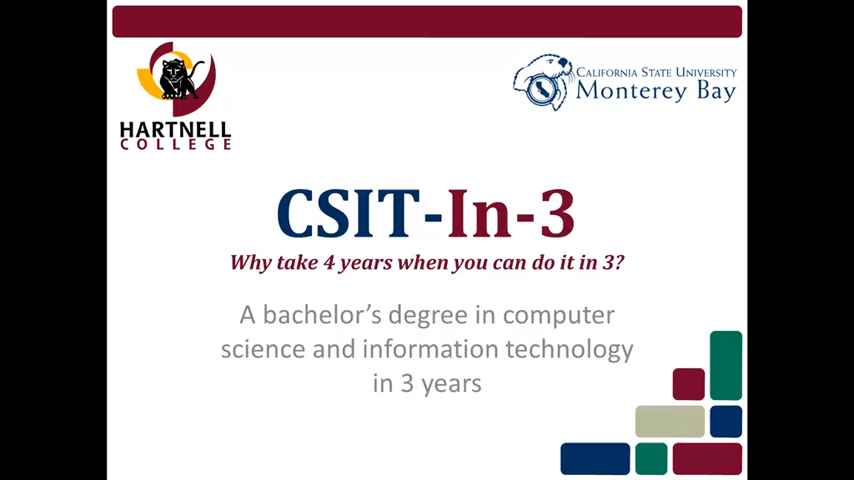 HARTNELL
COLLEGE
CALIFORNIA STATE UNIVERSITY
Monterey Bay
CSIT-In-3
Why take 4 years when you can do it in 3?
A bachelor’s degree in computer
science and information technology
in 3 years